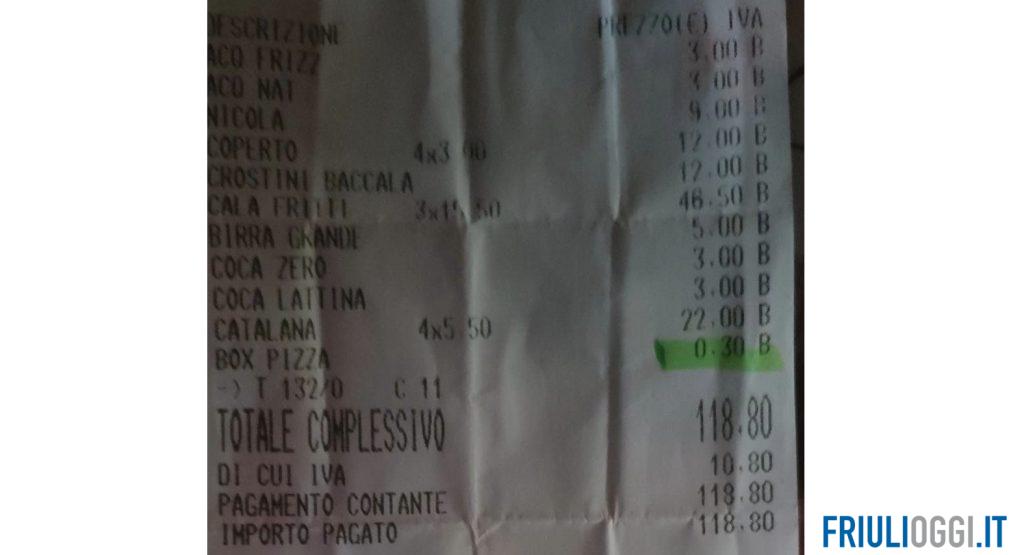 DESCRIZIONE PREZZO(€) IVA
ACQ FRIZZ 3.00 B
ACQ NAT 3.00 B
NICOLA 9.00 B
COPERTO 4x3.00 12.00 B
CROSTINI BACCALA 12.00 B
CALA FRITTI 3x15.50 46.50 B
BIRRA GRANDE 5.00 B
COCA ZERO 3.00 B
COCA LATTINA 3.00 B
CATALANA 4x5.50 22.00 B
BOX PIZZA 0.30 B
-) T 132/0 C 11
TOTALE COMPLESSIVO 118.80
DI CUI IVA 10.80
PAGAMENTO CONTANTE 118.80
IMPORTO PAGATO 118.80
FRIULIOGGI.IT